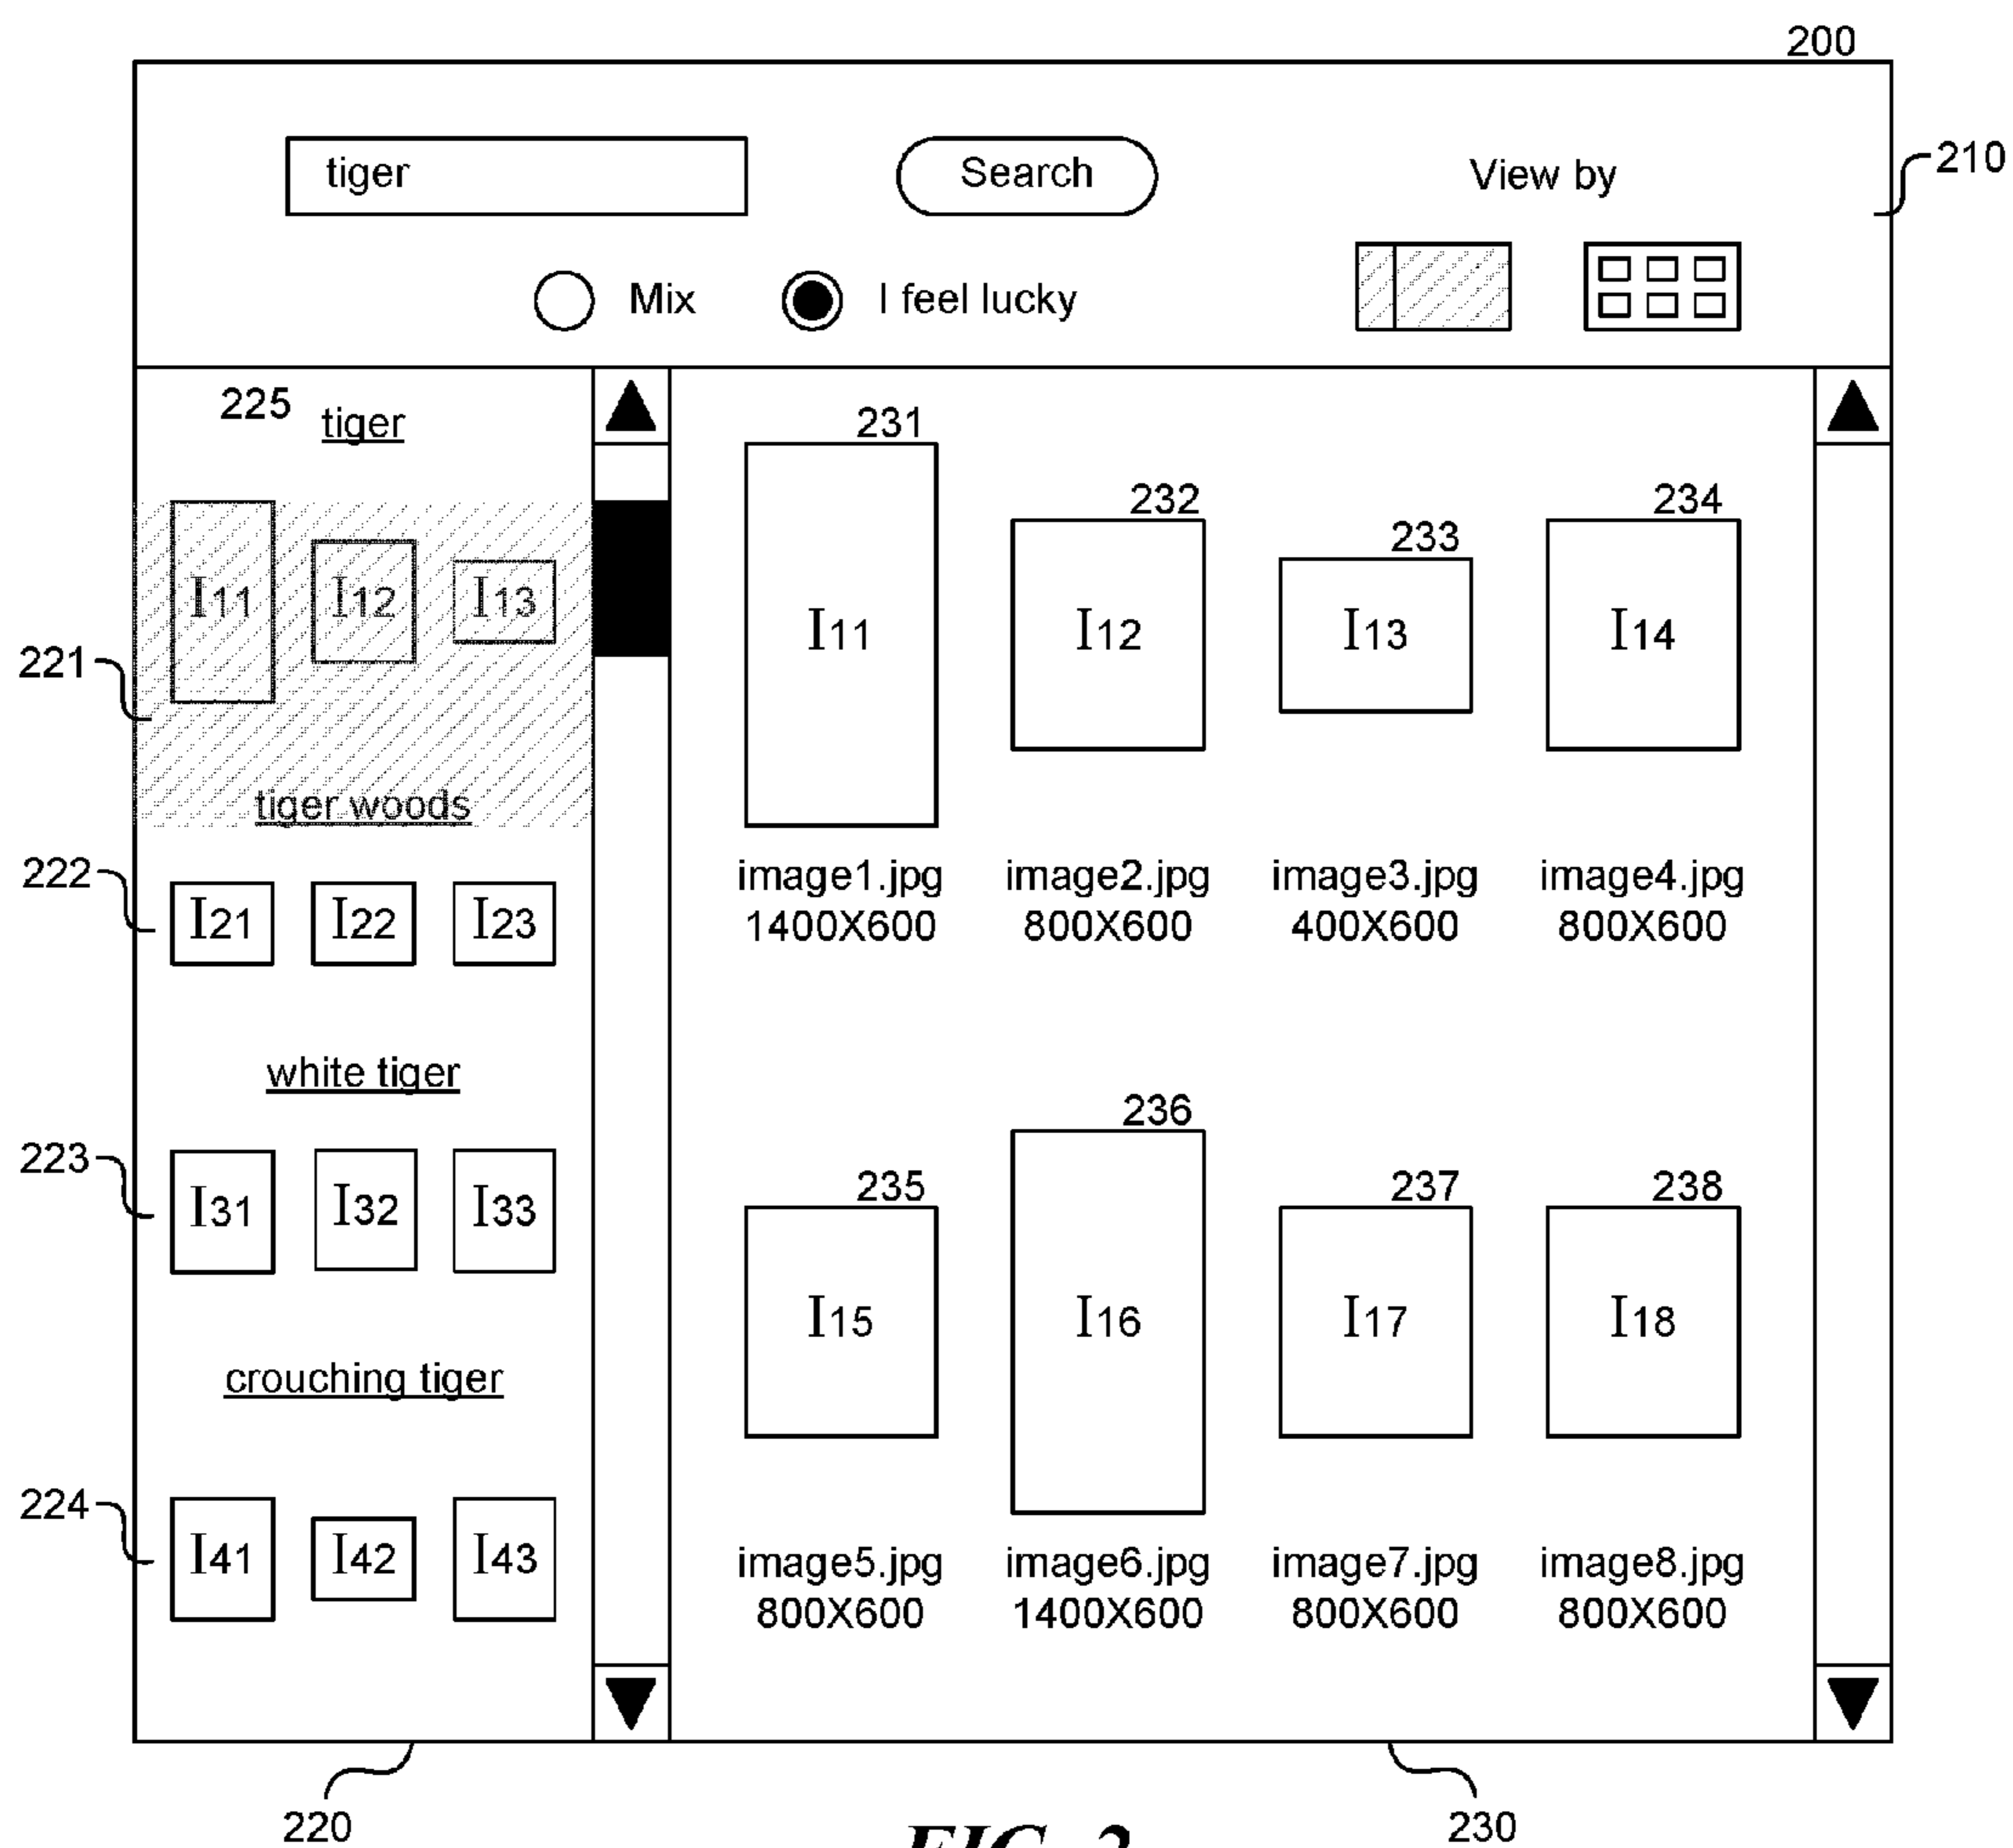 200
tiger
Search
View by
210
Mix
I feel lucky
225
tiger
I11
I12
I13
221
tiger woods
222
I21
I22
I23
white tiger
223
I31
I32
I33
crouching tiger
224
I41
I42
I43
231
232
233
234
I11
I12
I13
I14
image1.jpg
1400X600
image2.jpg
800X600
image3.jpg
400X600
image4.jpg
800X600
235
236
237
238
I15
I16
I17
I18
image5.jpg
800X600
image6.jpg
1400X600
image7.jpg
800X600
image8.jpg
800X600
220
230
FIG. 2